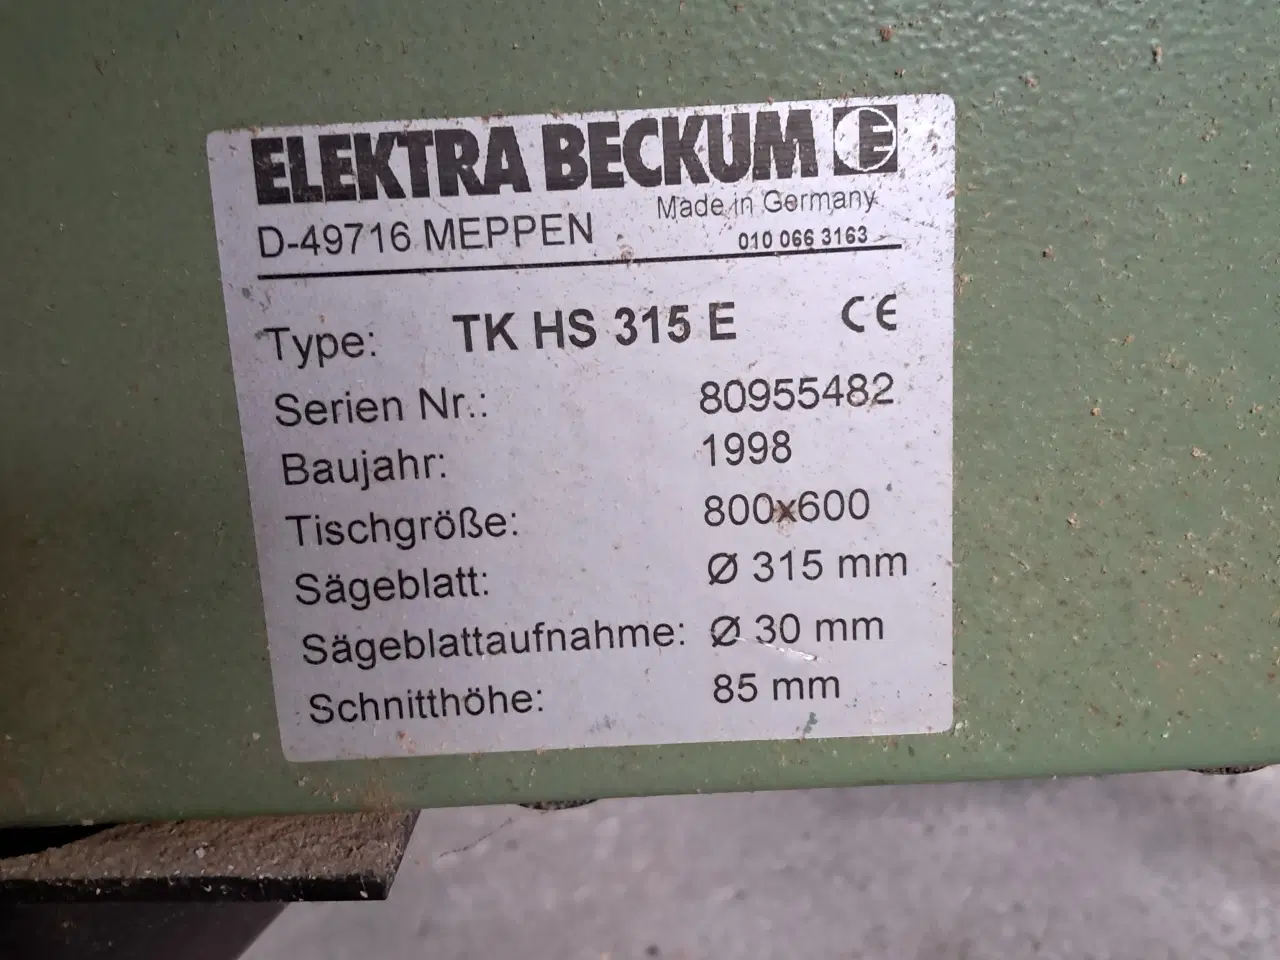 ELEKTRA BECKUM E
D-49716 MEPPEN Made in Germany
010 066 3163
Type: TK HS 315 E CE
Serien Nr.: 80955482
Baujahr: 1998
Tischgröße: 800x600
Sägeblatt: Ø 315 mm
Sägeblattaufnahme: Ø 30 mm
Schnitthöhe: 85 mm